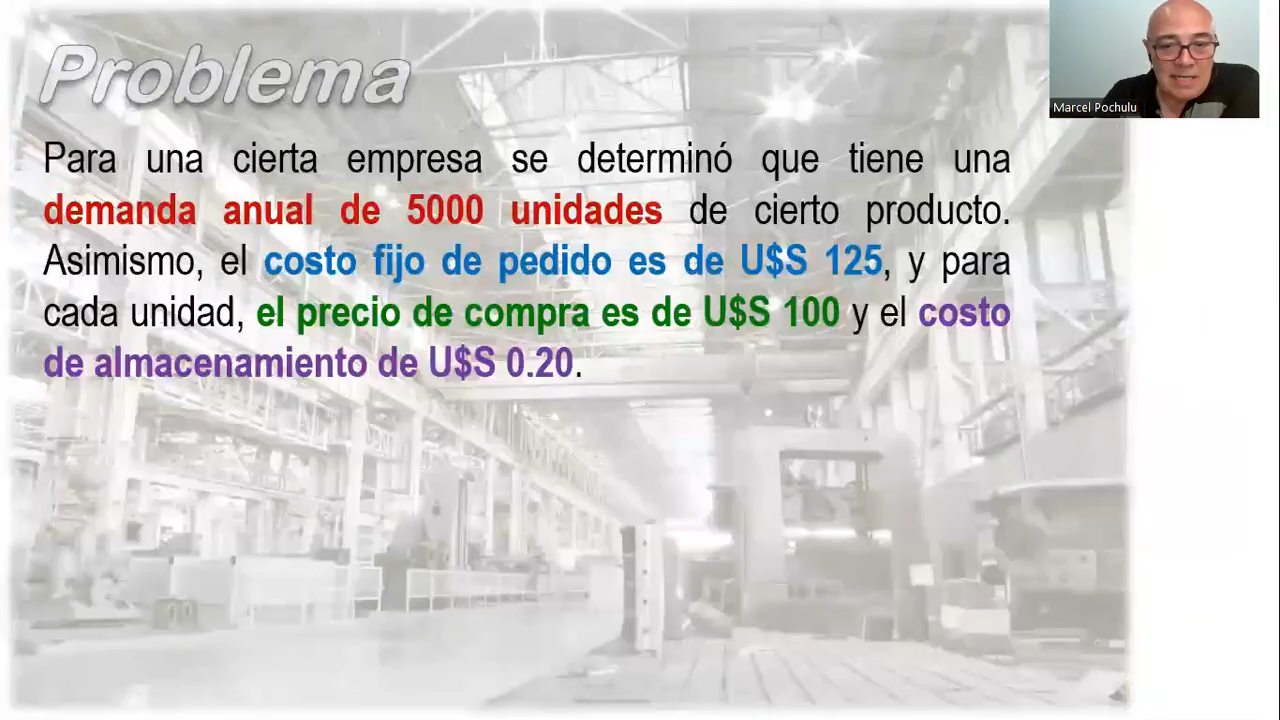 Problema
Para una cierta empresa se determinó que tiene una
demanda anual de 5000 unidades de cierto producto.
Asimismo, el costo fijo de pedido es de U$S 125, y para
cada unidad, el precio de compra es de U$S 100 y el costo
de almacenamiento de U$S 0.20.
Marcel Pochulu